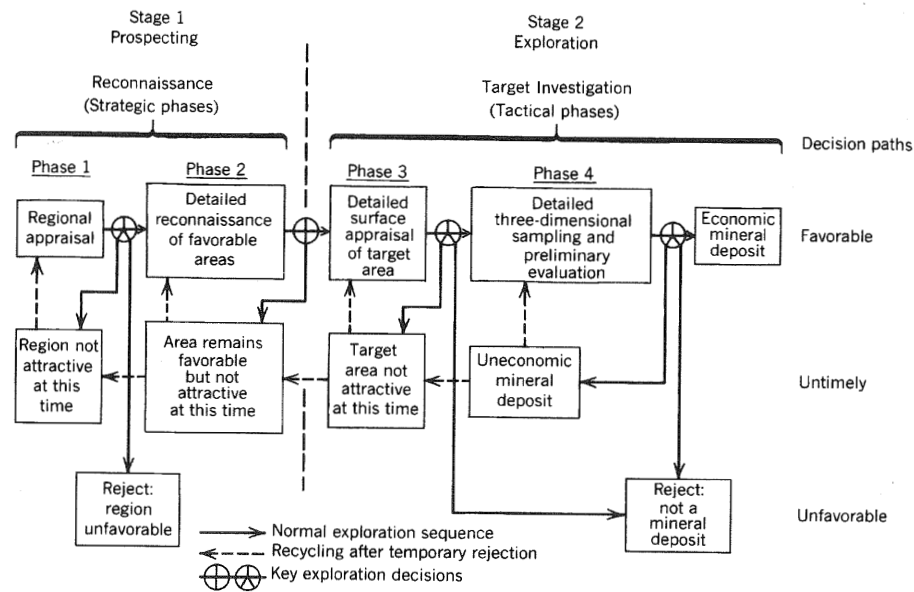 Stage 1
Prospecting
Stage 2
Exploration
Reconnaissance
(Strategic phases)
Target Investigation
(Tactical phases)
Decision paths
Phase 1
Phase 2
Phase 3
Phase 4
Regional
appraisal
Detailed
reconnaissance
of favorable
areas
Detailed
surface
appraisal
of target
area
Detailed
three-dimensional
sampling and
preliminary
evaluation
Economic
mineral
deposit
Favorable
Region not
attractive
at this
time
Area remains
favorable
but not
attractive
at this time
Target
area not
attractive
at this time
Uneconomic
mineral
deposit
Untimely
Reject:
region
unfavorable
Reject:
not a
mineral
deposit
Unfavorable
Normal exploration sequence
Recycling after temporary rejection
Key exploration decisions